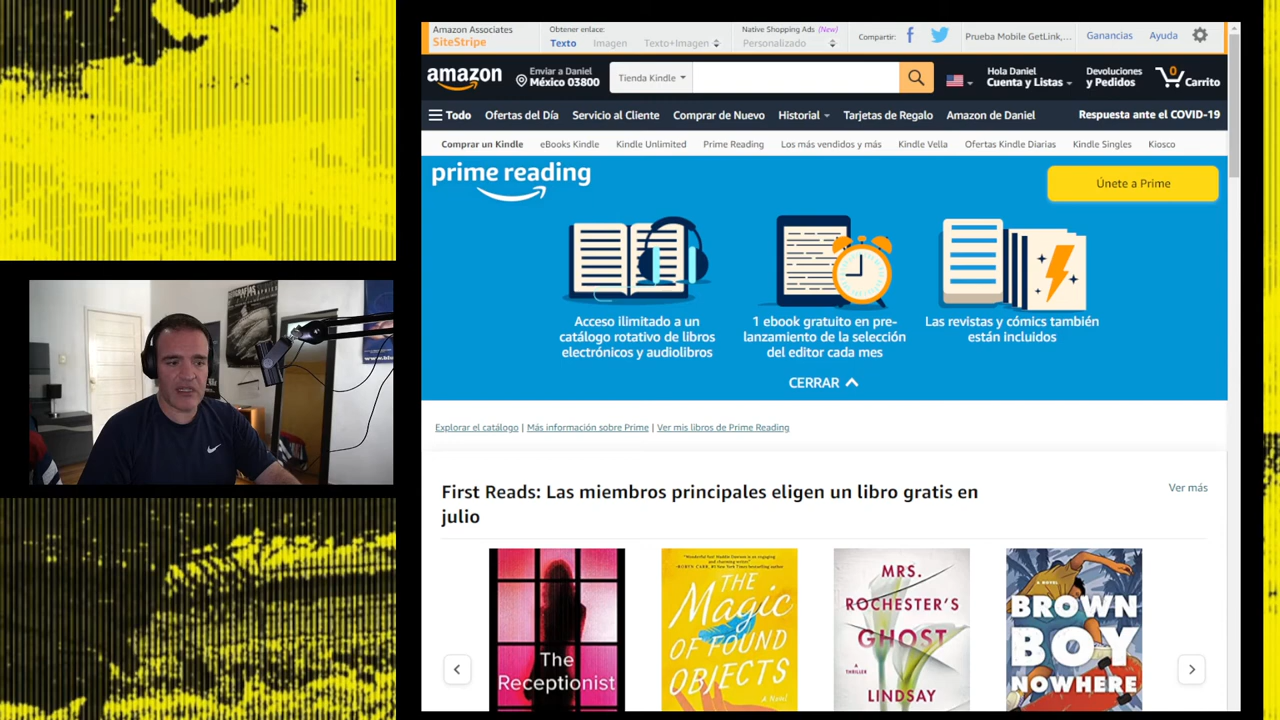 Amazon Associates
SiteStripe
Obtener enlace:
Texto Imagen Texto+Imagen
Native Shopping Ads (New)
Personalizado
Compartir:
Prueba Mobile GetLink,...
Ganancias
Ayuda
amazon
Enviar a Daniel
México 03800
Tienda Kindle
Hola Daniel
Cuenta y Listas
Devoluciones
y Pedidos
0
Carrito
Todo Ofertas del Día Servicio al Cliente Comprar de Nuevo Historial Tarjetas de Regalo Amazon de Daniel Respuesta ante el COVID-19
Comprar un Kindle eBooks Kindle Kindle Unlimited Prime Reading Los más vendidos y más Kindle Vella Ofertas Kindle Diarias Kindle Singles Kiosco
prime reading
Únete a Prime
Acceso ilimitado a un
catálogo rotativo de libros
electrónicos y audiolibros
1 ebook gratuito en pre-
lanzamiento de la selección
del editor cada mes
Las revistas y cómics también
están incluidos
CERRAR
Explorar el catálogo | Más información sobre Prime | Ver mis libros de Prime Reading
First Reads: Las miembros principales eligen un libro gratis en
julio
Ver más
The
Receptionist
THE
Magic
OF FOUND
OBJECTS
A Novel
MRS.
ROCHESTER'S
GHOST
A
THRILLER
LINDSAY
A NOVEL
BROWN
BOY
NOWHERE